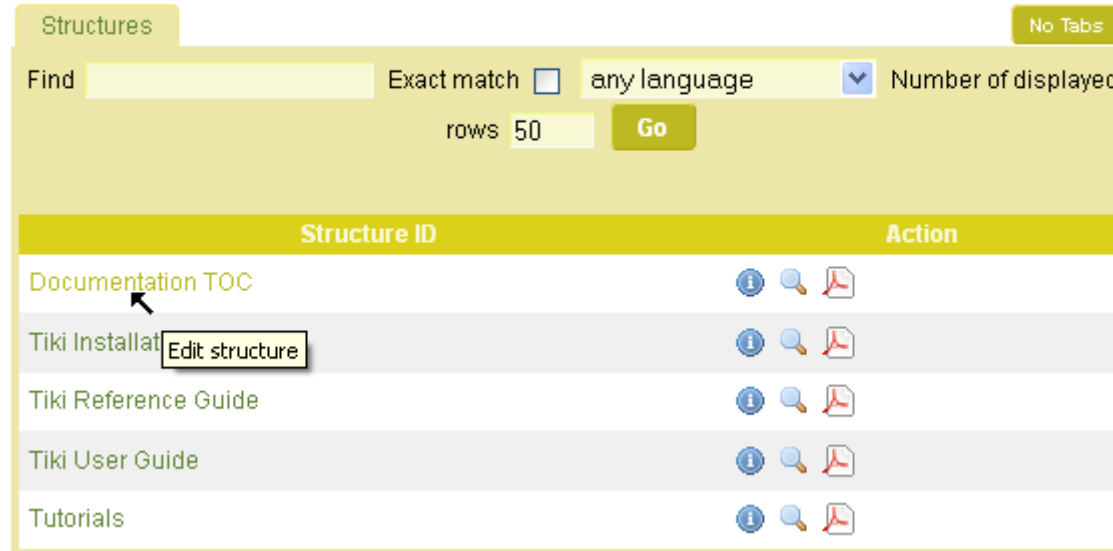 Structures
No Tabs
Find Exact match any language Number of displayed
rows 50 Go
Structure ID Action
Documentation TOC
Tiki Installat
Edit structure
Tiki Reference Guide
Tiki User Guide
Tutorials